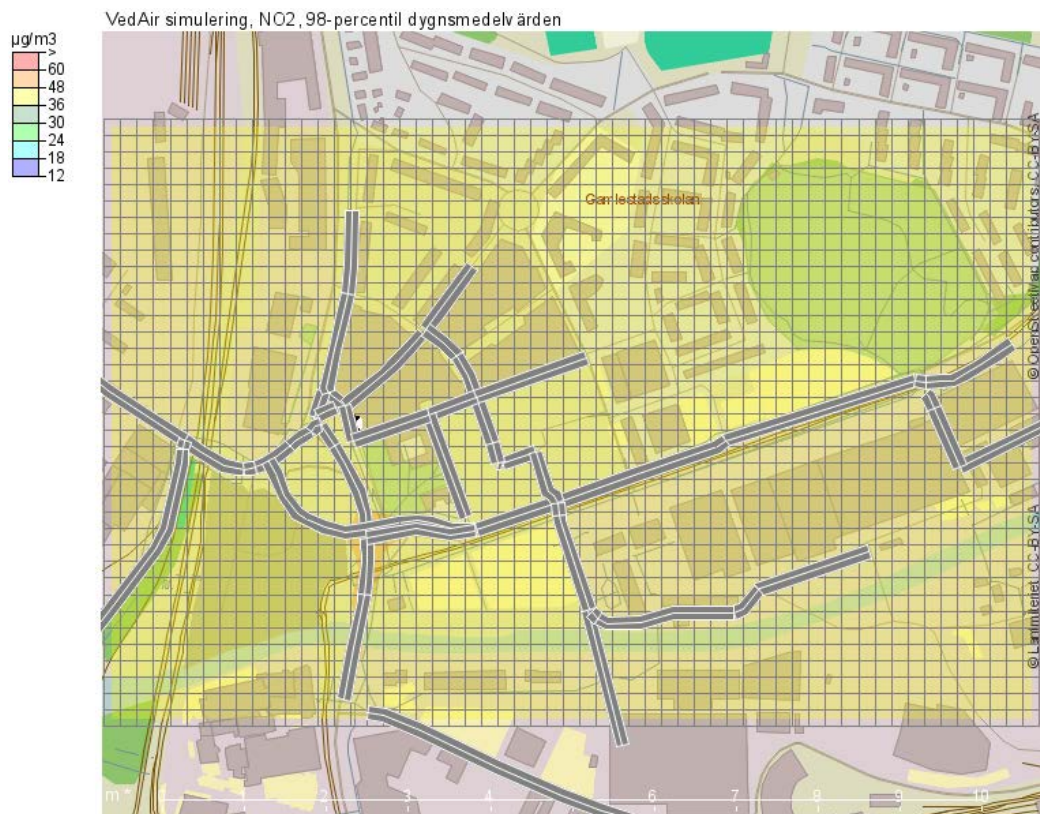 VedAir simulering, NO2, 98-percentil dygnsmedelvärden
µg/m3
>
60
48
36
30
24
18
12
Gamlestadsskolan
© OpenStreetMap contributors, CC-BY-SA
© Lantmäteriet CC-BY-SA
m *
1 2 3 4 5 6 7 8 9 10